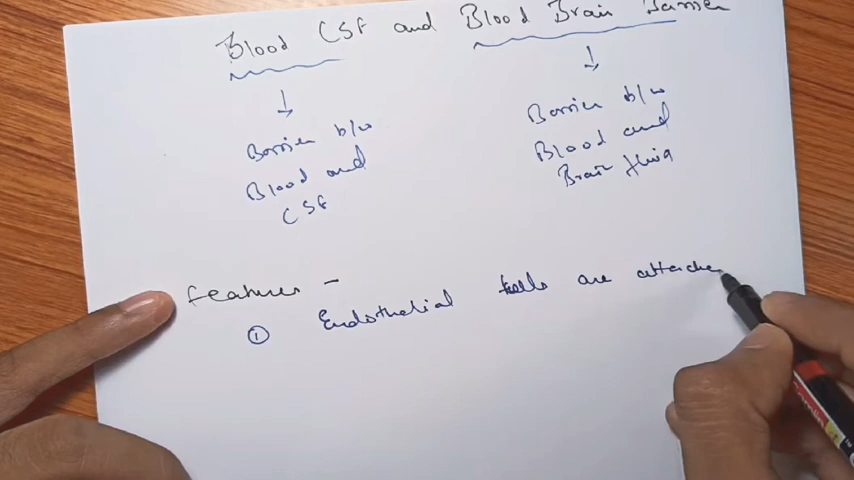 Blood CSF and Blood Brain Barrier
Barrier b/w
Blood and
CSF
Barrier b/w
Blood and
Brain fluid
Features -
① Endothelial cells are attache